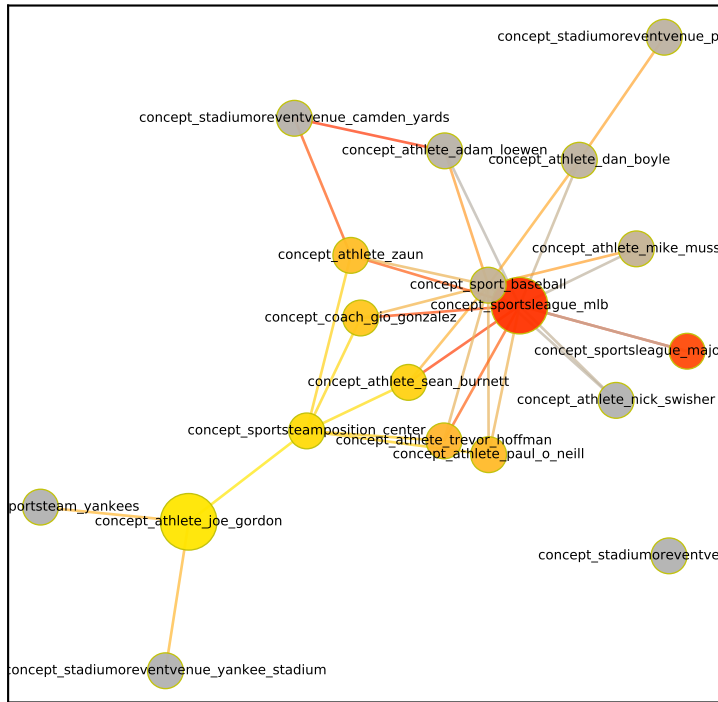 concept_stadiumoreventvenue_p
concept_stadiumoreventvenue_camden_yards
concept_athlete_adam_loewen
concept_athlete_dan_boyle
concept_athlete_mike_muss
concept_athlete_zaun
concept_sport_baseball
concept_sportsleague_mlb
concept_coach_gio_gonzalez
concept_sportsleague_majo
concept_athlete_sean_burnett
concept_athlete_nick_swisher
concept_sportsteamposition_center
concept_athlete_trevor_hoffman
concept_athlete_paul_o_neill
portsteam_yankees
concept_athlete_joe_gordon
concept_stadiumoreventve
concept_stadiumoreventvenue_yankee_stadium